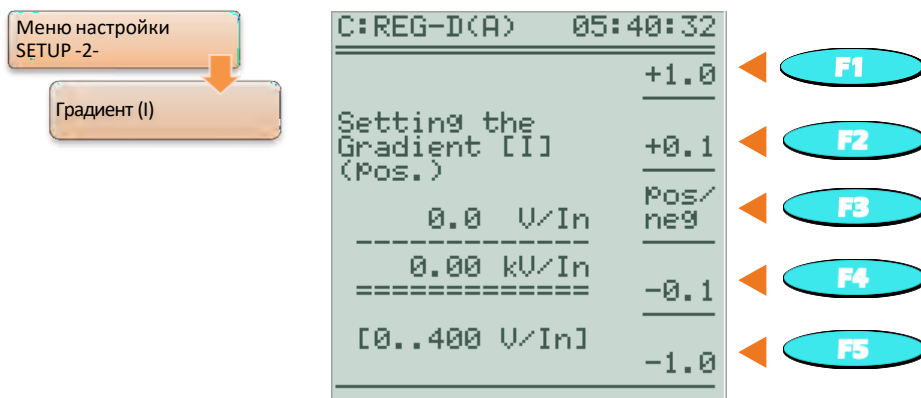 Меню настройки
SETUP -2-
Градиент (I)
C:REG-D(A) 05:40:32
+1.0
F1
Setting the
Gradient [I]
(pos.)
+0.1
F2
pos/
neg
F3
0.0 V/In
0.00 kV/In
-0.1
F4
[0..400 V/In]
-1.0
F5